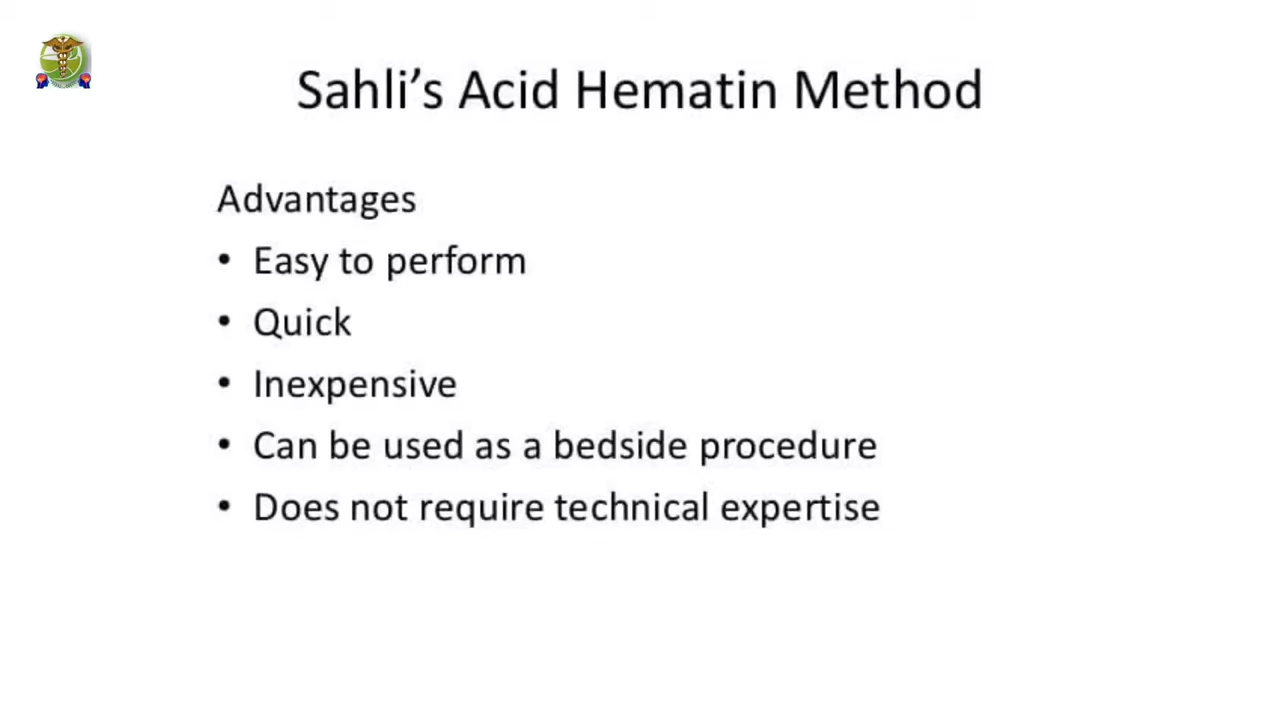 Sahli’s Acid Hematin Method
Advantages
• Easy to perform
• Quick
• Inexpensive
• Can be used as a bedside procedure
• Does not require technical expertise